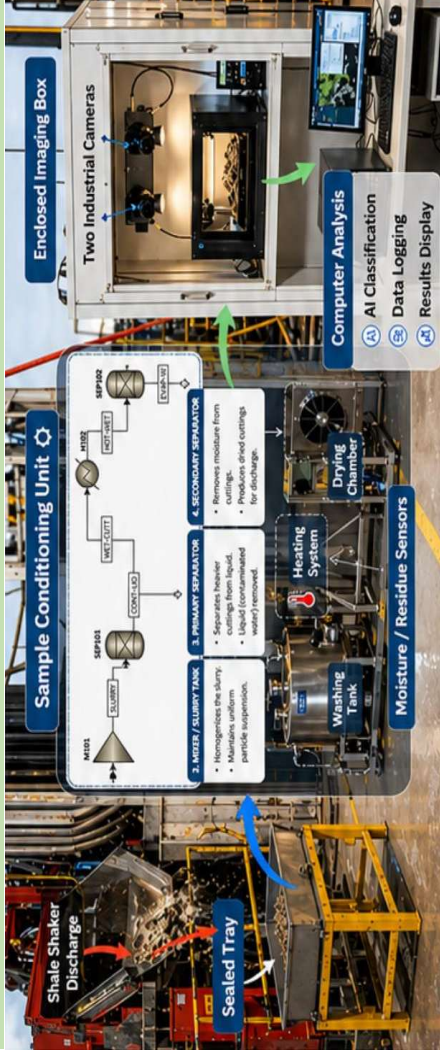 Shale Shaker
Discharge
Sealed Tray
Sample Conditioning Unit
M101
SLURRY
SEP101
CONT-LIQ
WET-CUTT
M102
HOT-WET
SEP102
EVAP-W
2. MIXER / SLURRY TANK
• Homogenizes the slurry.
• Maintains uniform
particle suspension.
3. PRIMARY SEPARATOR
• Separates heavier
cuttings from liquid.
• Liquid (contaminated
water) removed.
4. SECONDARY SEPARATOR
• Removes moisture from
cuttings.
• Produces dried cuttings
for discharge.
Washing
Tank
Heating
System
Drying
Chamber
Moisture / Residue Sensors
Enclosed Imaging Box
Two Industrial Cameras
Computer Analysis
AI Classification
Data Logging
Results Display